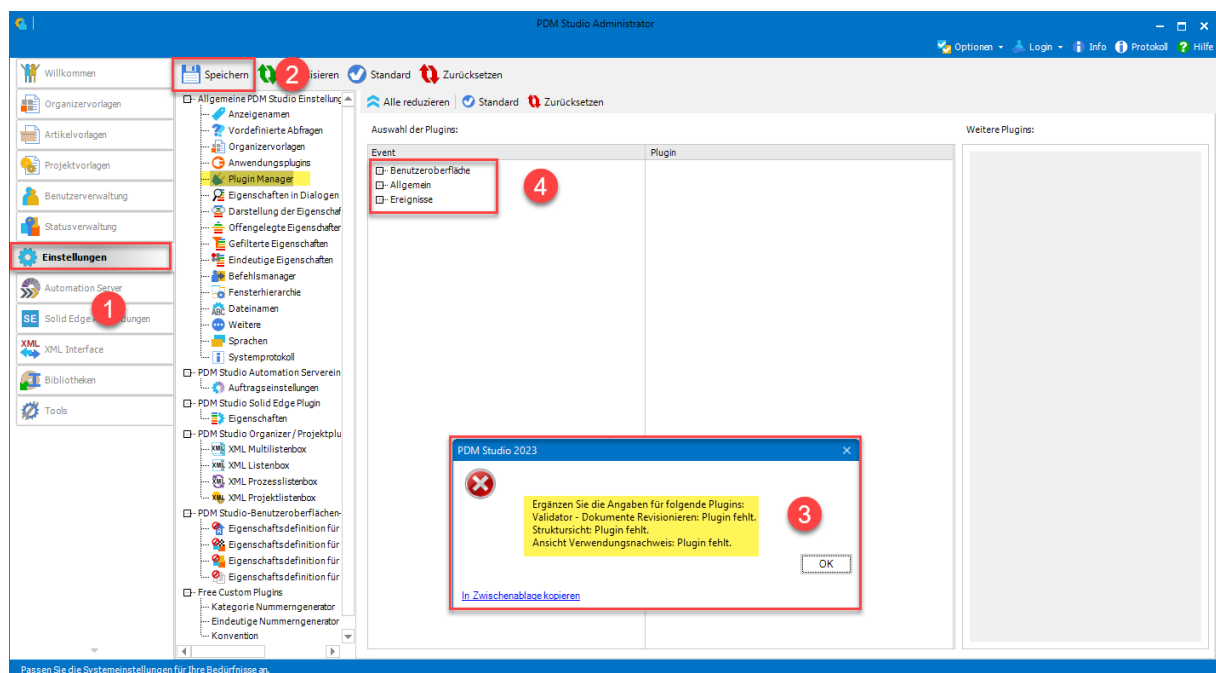 PDM Studio Administrator
Optionen
Login
Info
Protokoll
Hilfe
Willkommen
Organizervorlagen
Artikelvorlagen
Projektvorlagen
Benutzerverwaltung
Statusverwaltung
Einstellungen
1
Automation Server
SE Solid Edge
XML XML Interface
Bibliotheken
Tools
Speichern
2
isieren
Standard
Zurücksetzen
Allgemeine PDM Studio Einstellung
Anzeigenamen
Vordefinierte Abfragen
Organizervorlagen
Anwendungsplugins
Plugin Manager
Eigenschaften in Dialogen
Darstellung der Eigenschaf
Offengelegte Eigenschafter
Gefilterte Eigenschaften
Eindeutige Eigenschaften
Befehlsmanager
Fensterhierarchie
Dateinamen
Weitere
Sprachen
Systemprotokoll
PDM Studio Automation Serverein
Auftragseinstellungen
PDM Studio Solid Edge Plugin
Eigenschaften
PDM Studio Organizer / Projektplu
XML Multilistenbox
XML Listenbox
XML Prozesslistenbox
XML Projektlistenbox
PDM Studio-Benutzeroberflächen-
Eigenschaftsdefinition für
Eigenschaftsdefinition für
Eigenschaftsdefinition für
Eigenschaftsdefinition für
Free Custom Plugins
Kategorie Nummerngenerator
Eindeutige Nummerngenerator
Konvention
Alle reduzieren
Standard
Zurücksetzen
Auswahl der Plugins:
Event
Plugin
Benutzeroberfläche
Allgemein
Ereignisse
4
Weitere Plugins:
PDM Studio 2023
Ergänzen Sie die Angaben für folgende Plugins:
Validator - Dokumente Revisionieren: Plugin fehlt.
Struktursicht: Plugin fehlt.
Ansicht Verwendungsnachweis: Plugin fehlt.
3
OK
In Zwischenablage kopieren
Passen Sie die Systemeinstellungen für Ihre Bedürfnisse an.